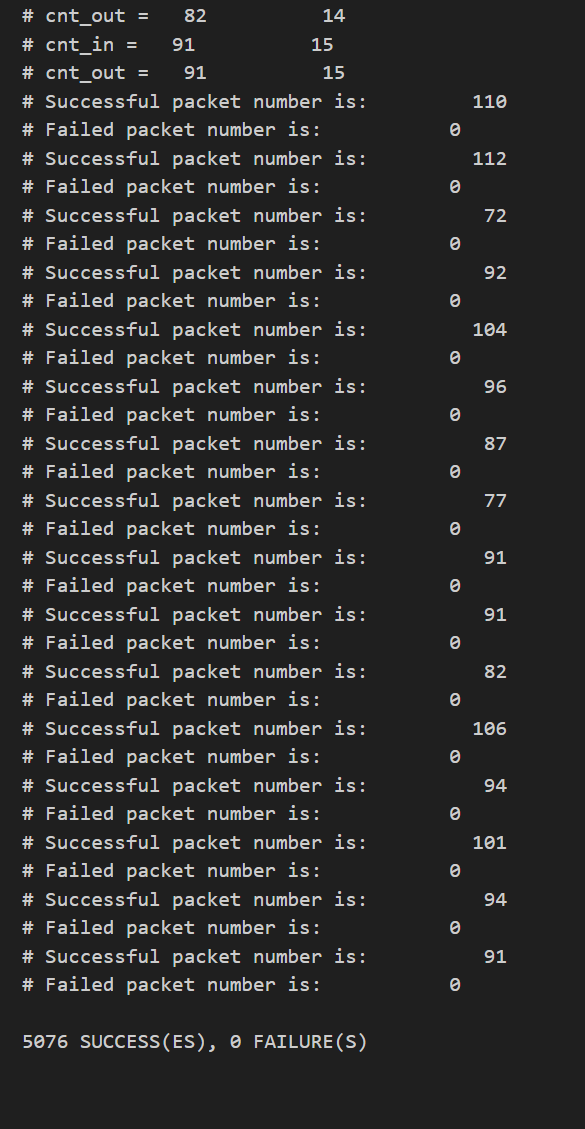 # cnt_out =   82          14
# cnt_in =   91          15
# cnt_out =   91          15
# Successful packet number is:         110
# Failed packet number is:           0
# Successful packet number is:         112
# Failed packet number is:           0
# Successful packet number is:          72
# Failed packet number is:           0
# Successful packet number is:          92
# Failed packet number is:           0
# Successful packet number is:         104
# Failed packet number is:           0
# Successful packet number is:          96
# Failed packet number is:           0
# Successful packet number is:          87
# Failed packet number is:           0
# Successful packet number is:          77
# Failed packet number is:           0
# Successful packet number is:          91
# Failed packet number is:           0
# Successful packet number is:          91
# Failed packet number is:           0
# Successful packet number is:          82
# Failed packet number is:           0
# Successful packet number is:         106
# Failed packet number is:           0
# Successful packet number is:          94
# Failed packet number is:           0
# Successful packet number is:         101
# Failed packet number is:           0
# Successful packet number is:          94
# Failed packet number is:           0
# Successful packet number is:          91
# Failed packet number is:           0
5076 SUCCESS(ES), 0 FAILURE(S)